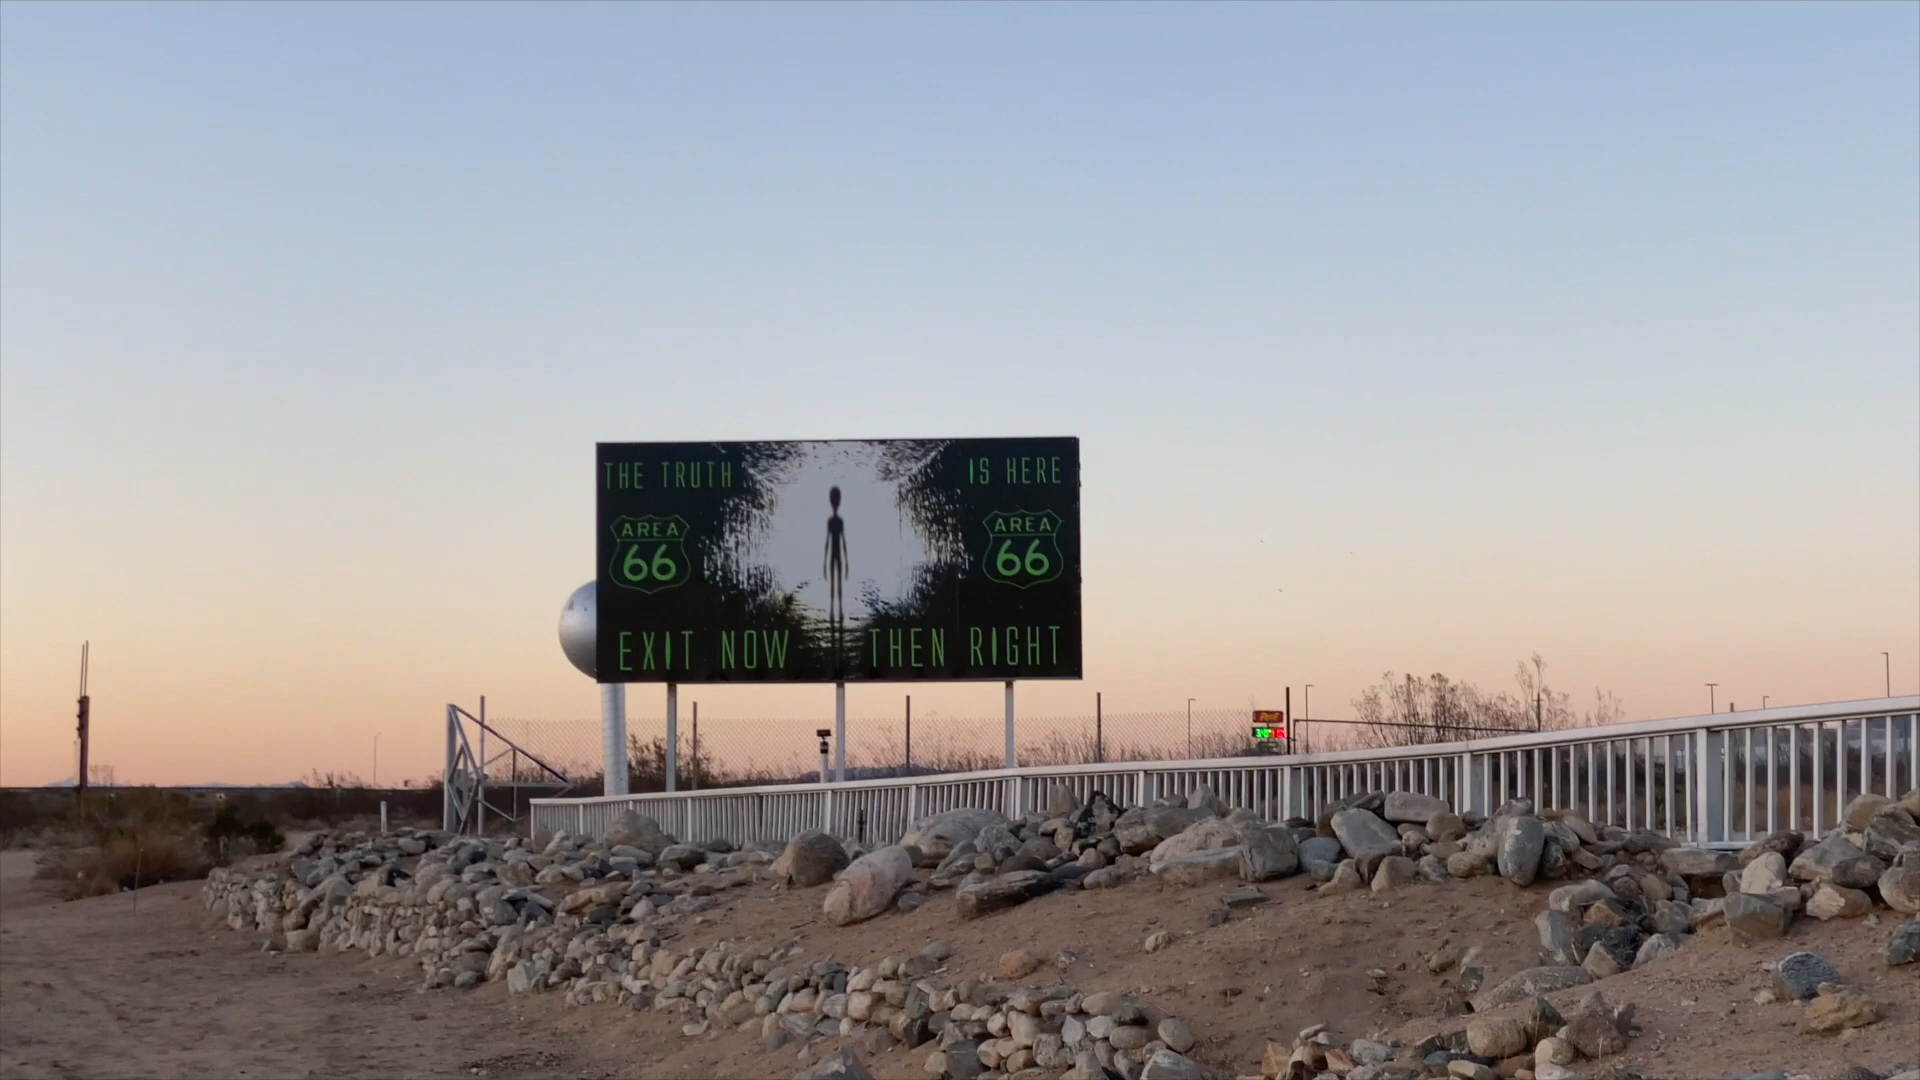 THE TRUTH IS HERE
AREA
66
AREA
66
EXIT NOW THEN RIGHT